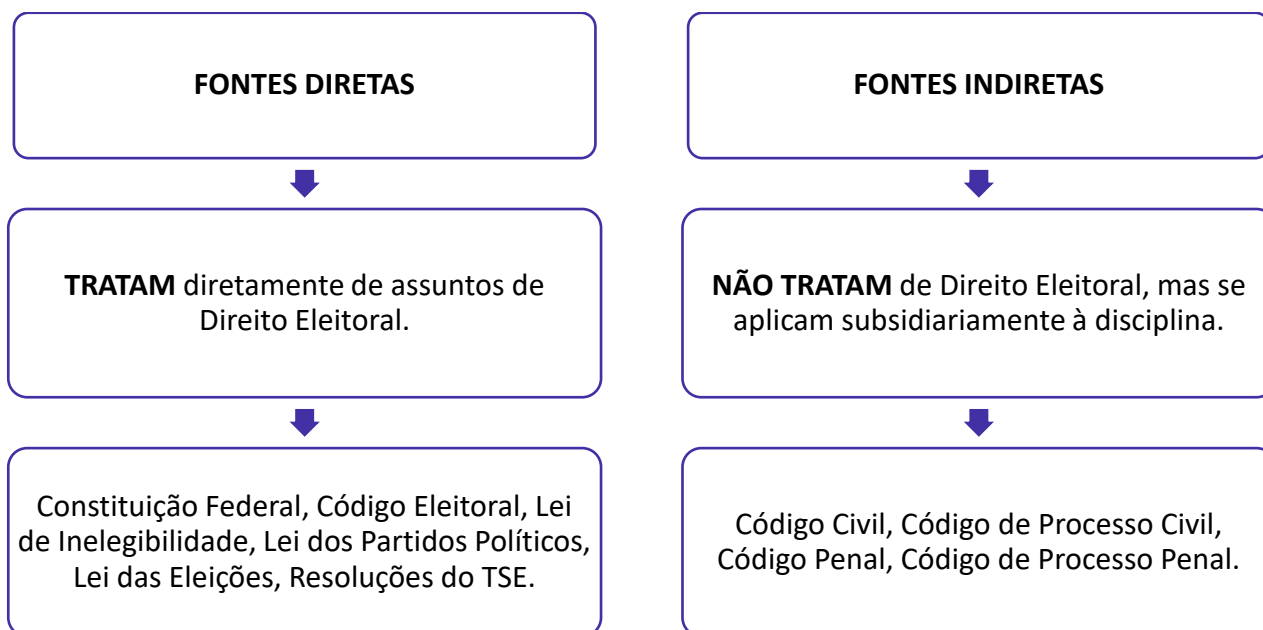 FONTES DIRETAS
TRATAM diretamente de assuntos de
Direito Eleitoral.
Constituição Federal, Código Eleitoral, Lei
de Inelegibilidade, Lei dos Partidos Políticos,
Lei das Eleições, Resoluções do TSE.
FONTES INDIRETAS
NÃO TRATAM de Direito Eleitoral, mas se
aplicam subsidiariamente à disciplina.
Código Civil, Código de Processo Civil,
Código Penal, Código de Processo Penal.